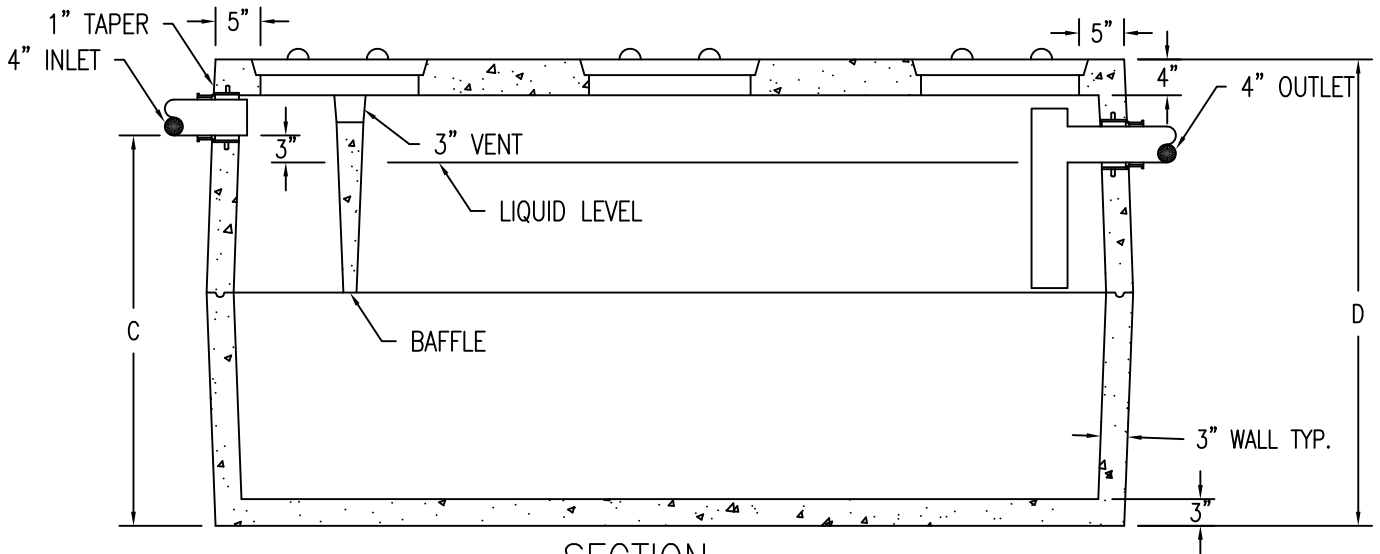 1” TAPER
5”
5”
4” INLET
4”
4” OUTLET
3”
3” VENT
LIQUID LEVEL
C
D
BAFFLE
3” WALL TYP.
3”
SECTION